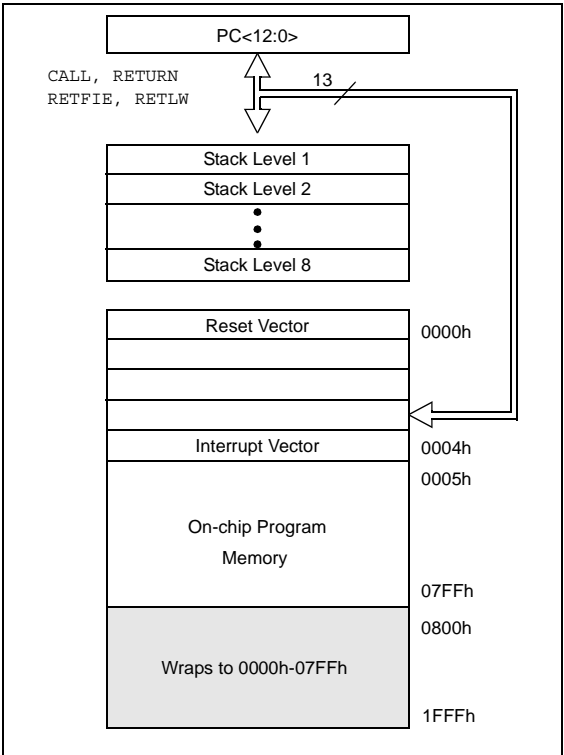 PC<12:0>
CALL, RETURN
RETFIE, RETLW
13
Stack Level 1
Stack Level 2
Stack Level 8
Reset Vector
0000h
Interrupt Vector
0004h
0005h
On-chip Program
Memory
07FFh
0800h
Wraps to 0000h-07FFh
1FFFh